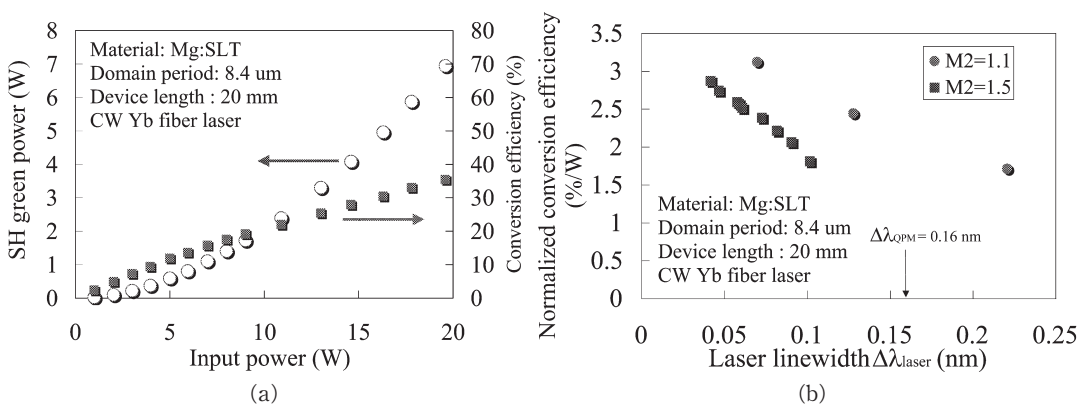 8
7
6
5
4
3
2
1
0
SH green power (W)
Material: Mg:SLT
Domain period: 8.4 um
Device length : 20 mm
CW Yb fiber laser
80
70
60
50
40
30
20
10
0
Conversion efficiency (%)
0 5 10 15 20
Input power (W)
(a)
3.5
3
2.5
2
1.5
1
0.5
0
Normalized conversion efficiency
(%/W)
M2=1.1
M2=1.5
Material: Mg:SLT
Domain period: 8.4 um
Device length : 20 mm
CW Yb fiber laser
ΔλQPM = 0.16 nm
0 0.05 0.1 0.15 0.2 0.25
Laser linewidth Δλlaser (nm)
(b)